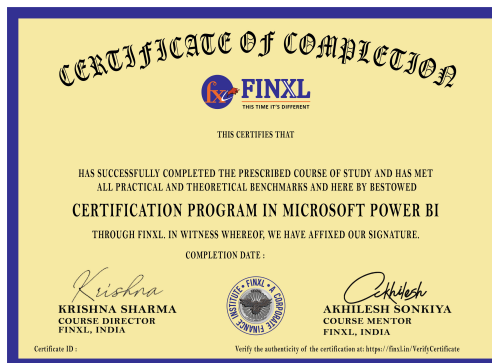 CERTIFICATE OF COMPLETION
fx
FINXL
THIS TIME IT'S DIFFERENT
THIS CERTIFIES THAT
HAS SUCCESSFULLY COMPLETED THE PRESCRIBED COURSE OF STUDY AND HAS MET
ALL PRACTICAL AND THEORETICAL BENCHMARKS AND HERE BY BESTOWED
CERTIFICATION PROGRAM IN MICROSOFT POWER BI
THROUGH FINXL. IN WITNESS WHEREOF, WE HAVE AFFIXED OUR SIGNATURE.
COMPLETION DATE :
Krishna
KRISHNA SHARMA
COURSE DIRECTOR
FINXL, INDIA
FINXL • A CORPORATE FINANCE INSTITUTE •
Akhilesh
AKHILESH SONKIYA
COURSE MENTOR
FINXL, INDIA
Certificate ID :
Verify the authenticity of the certification at: https://finxl.in/VerifyCertificate